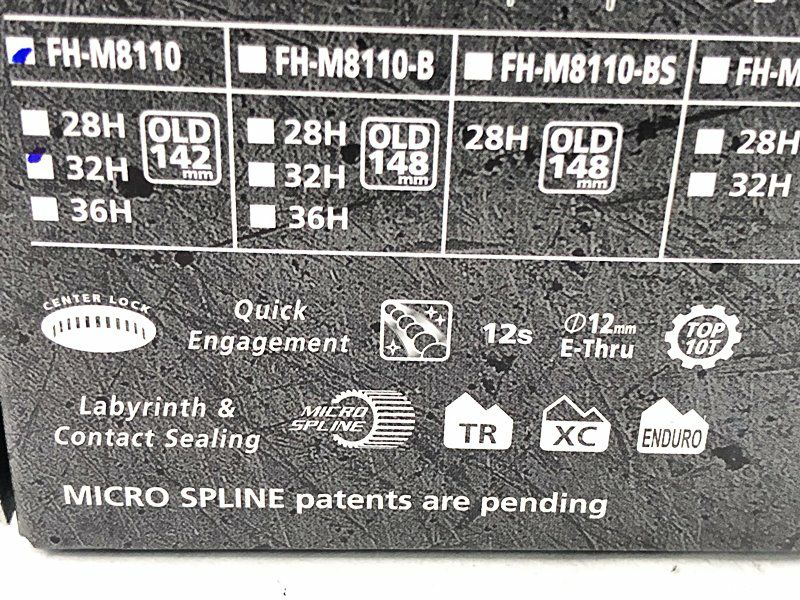 FH-M8110
FH-M8110-B
FH-M8110-BS
FH-M
28H
32H
36H
OLD
142
mm
28H
32H
36H
OLD
148
mm
28H
OLD
148
mm
28H
32H
CENTER LOCK
Quick
Engagement
12s
Φ12mm
E-Thru
TOP
10T
Labyrinth &
Contact Sealing
MICRO
SPLINE
TR
XC
ENDURO
MICRO SPLINE patents are pending